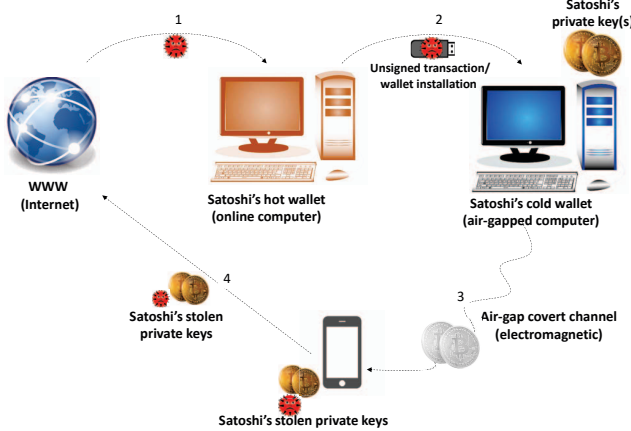 1
2
Satoshi's
private key(s)
Unsigned transaction/
wallet installation
WWW
(Internet)
Satoshi's hot wallet
(online computer)
Satoshi's cold wallet
(air-gapped computer)
4
3
Satoshi's stolen
private keys
Air-gap covert channel
(electromagnetic)
Satoshi's stolen private keys